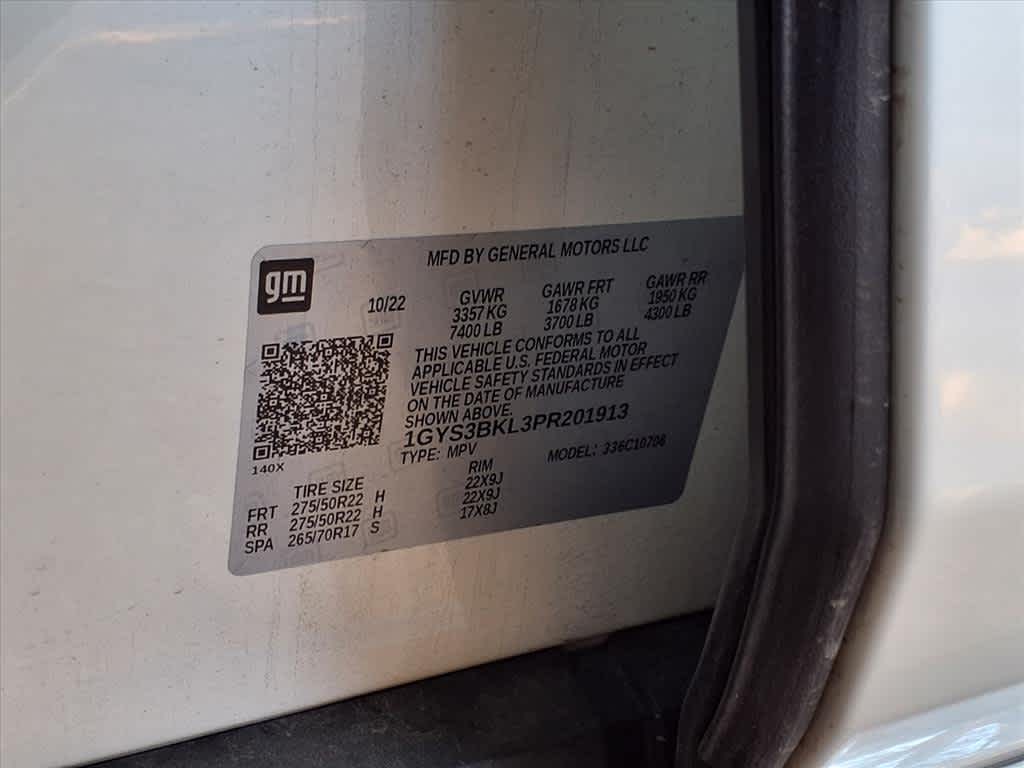 MFD BY GENERAL MOTORS LLC
gm
10/22 GVWR GAWR FRT GAWR RR
3357 KG 1678 KG 1950 KG
7400 LB 3700 LB 4300 LB
THIS VEHICLE CONFORMS TO ALL
APPLICABLE U.S. FEDERAL MOTOR
VEHICLE SAFETY STANDARDS IN EFFECT
ON THE DATE OF MANUFACTURE
SHOWN ABOVE.
1GYS3BKL3PR201913
TYPE: MPV MODEL: 336C10706
140X
TIRE SIZE RIM
FRT 275/50R22 H 22X9J
RR 275/50R22 H 22X9J
SPA 265/70R17 S 17X8J